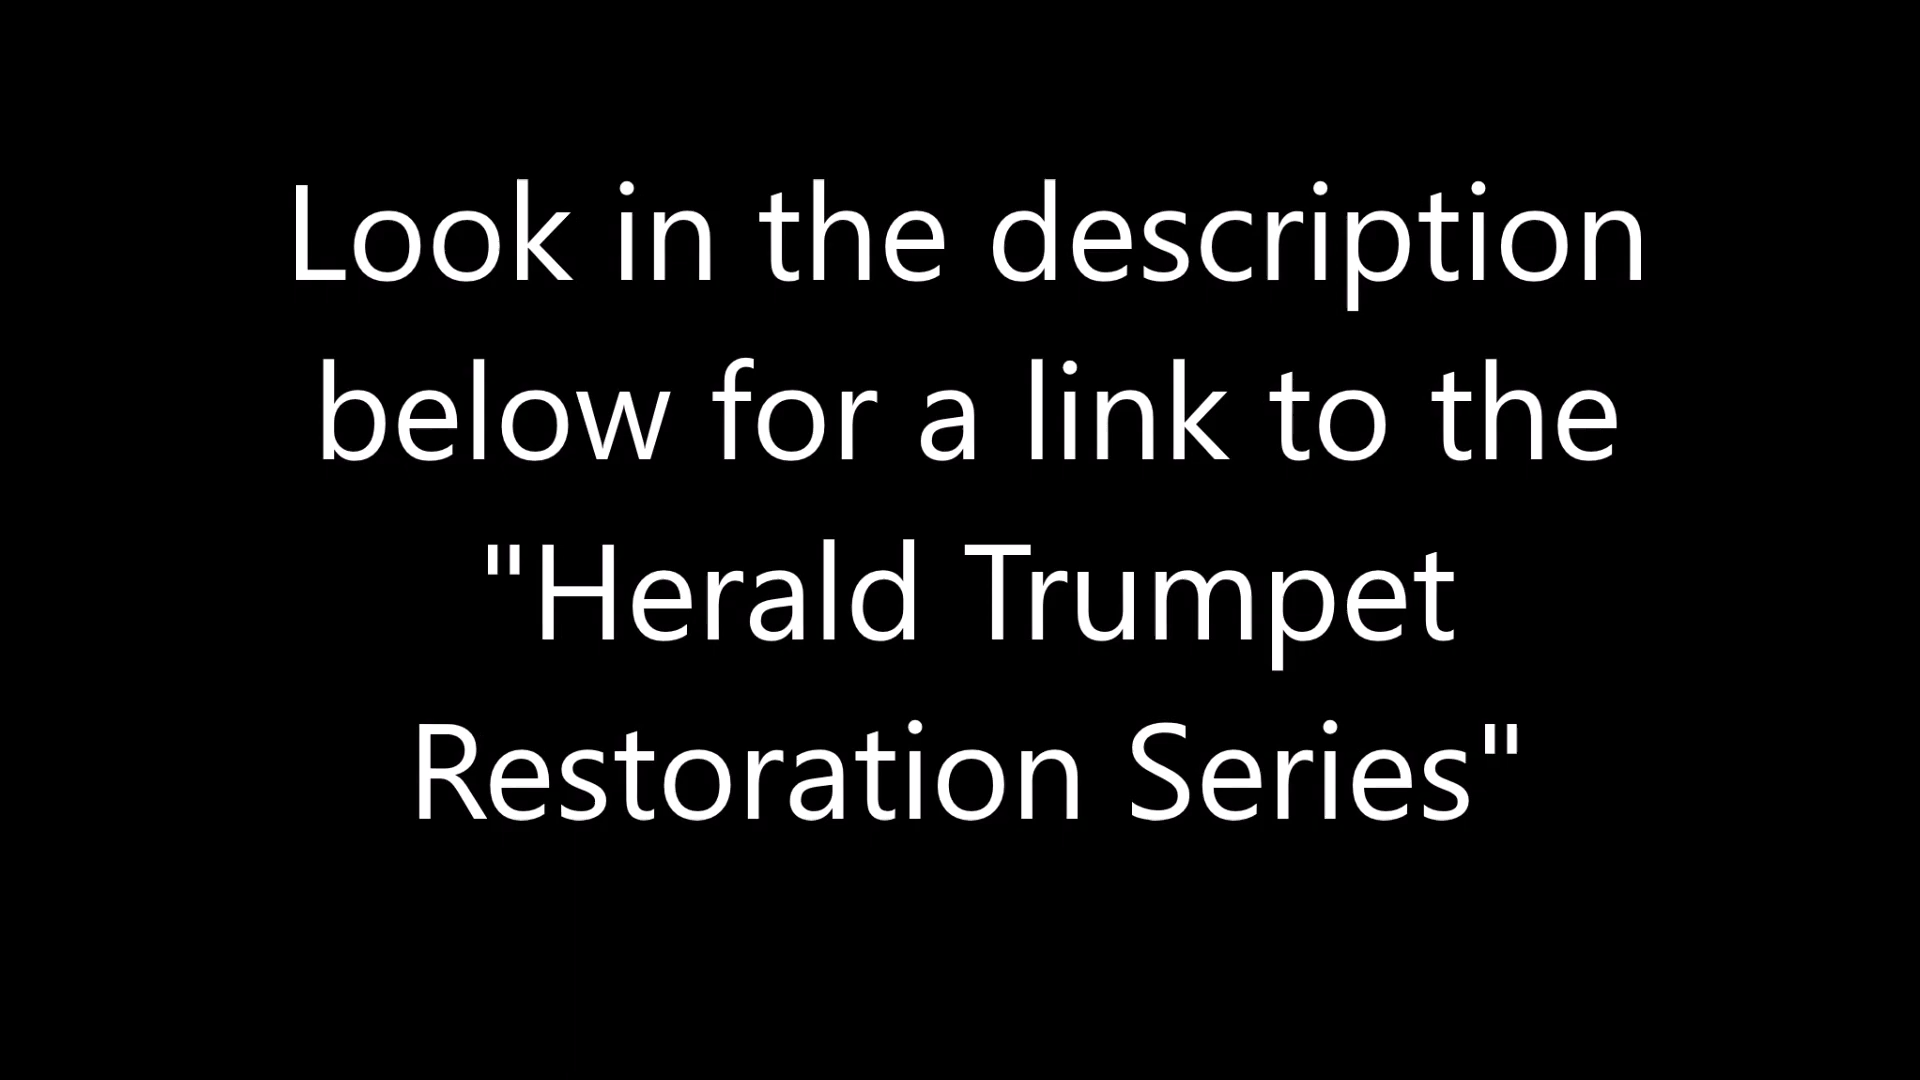 Look in the description
below for a link to the
"Herald Trumpet
Restoration Series"